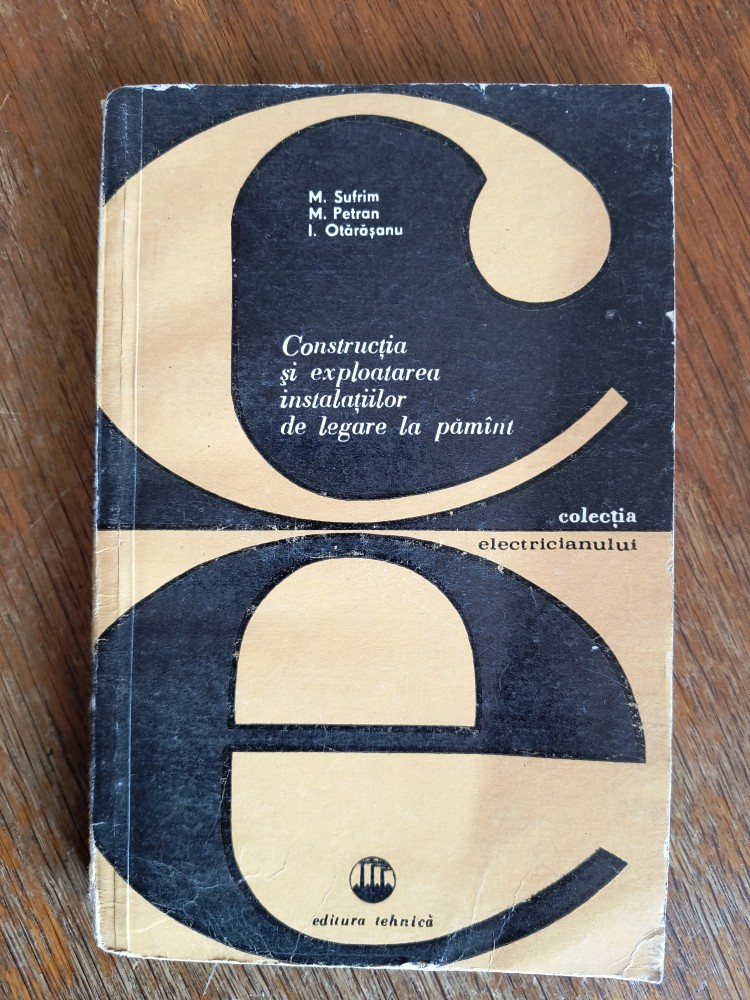 M. Sufrim
M. Petran
I. Otărășanu
Construcția
și exploatarea
instalațiilor
de legare la pămînt
colecția
electricianului
editura tehnică